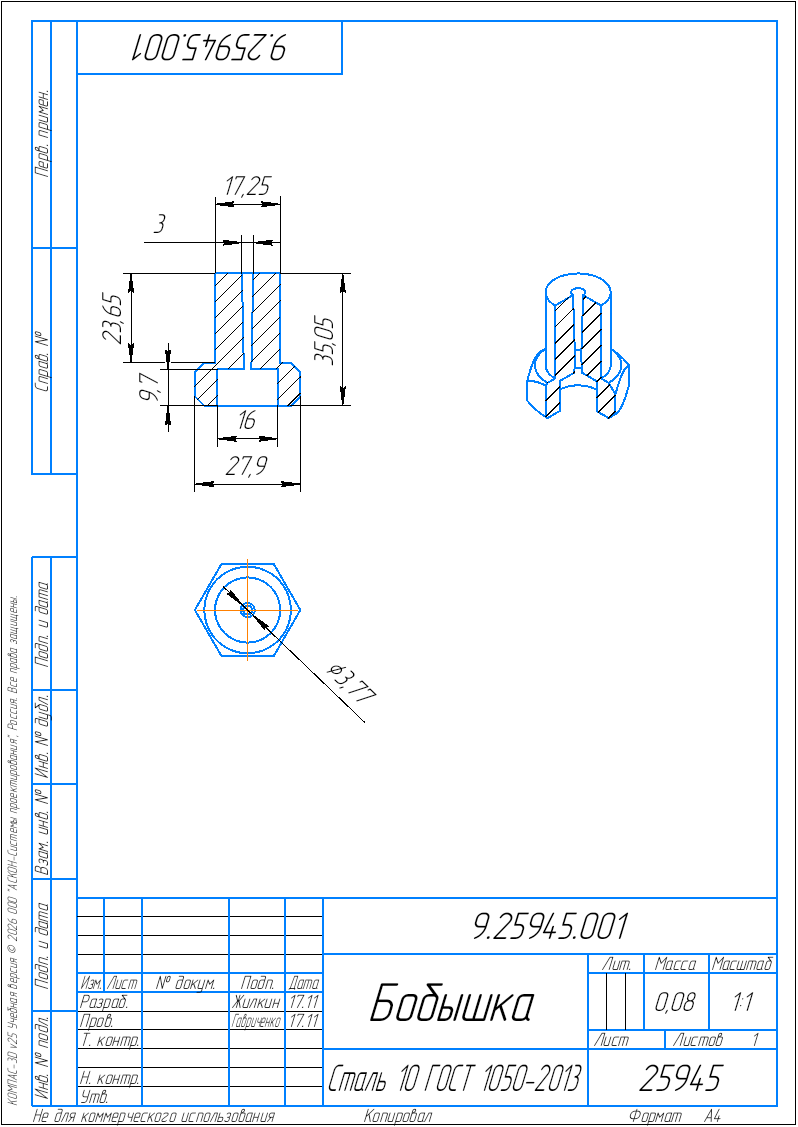 9.25945.001
Перв. примен.
Справ. №
17,25
3
23,65
9,7
35,05
16
27,9
⌀3,77
Подп. и дата
Инв. № дубл.
Взам. инв. №
Подп. и дата
Инв. № подл.
КОМПАС-3D v25 Учебная версия © 2026 ООО "АСКОН-Системы проектирования", Россия. Все права защищены.
9.25945.001
Изм. Лист № докум. Подп. Дата
Разраб. Жилкин 17.11
Пров. Гавриченко 17.11
Т. контр.
Н. контр.
Утв.
Бобышка
Лит. Масса Масштаб
0,08 1:1
Лист Листов 1
Сталь 10 ГОСТ 1050-2013
25945
Не для коммерческого использования Копировал Формат А4